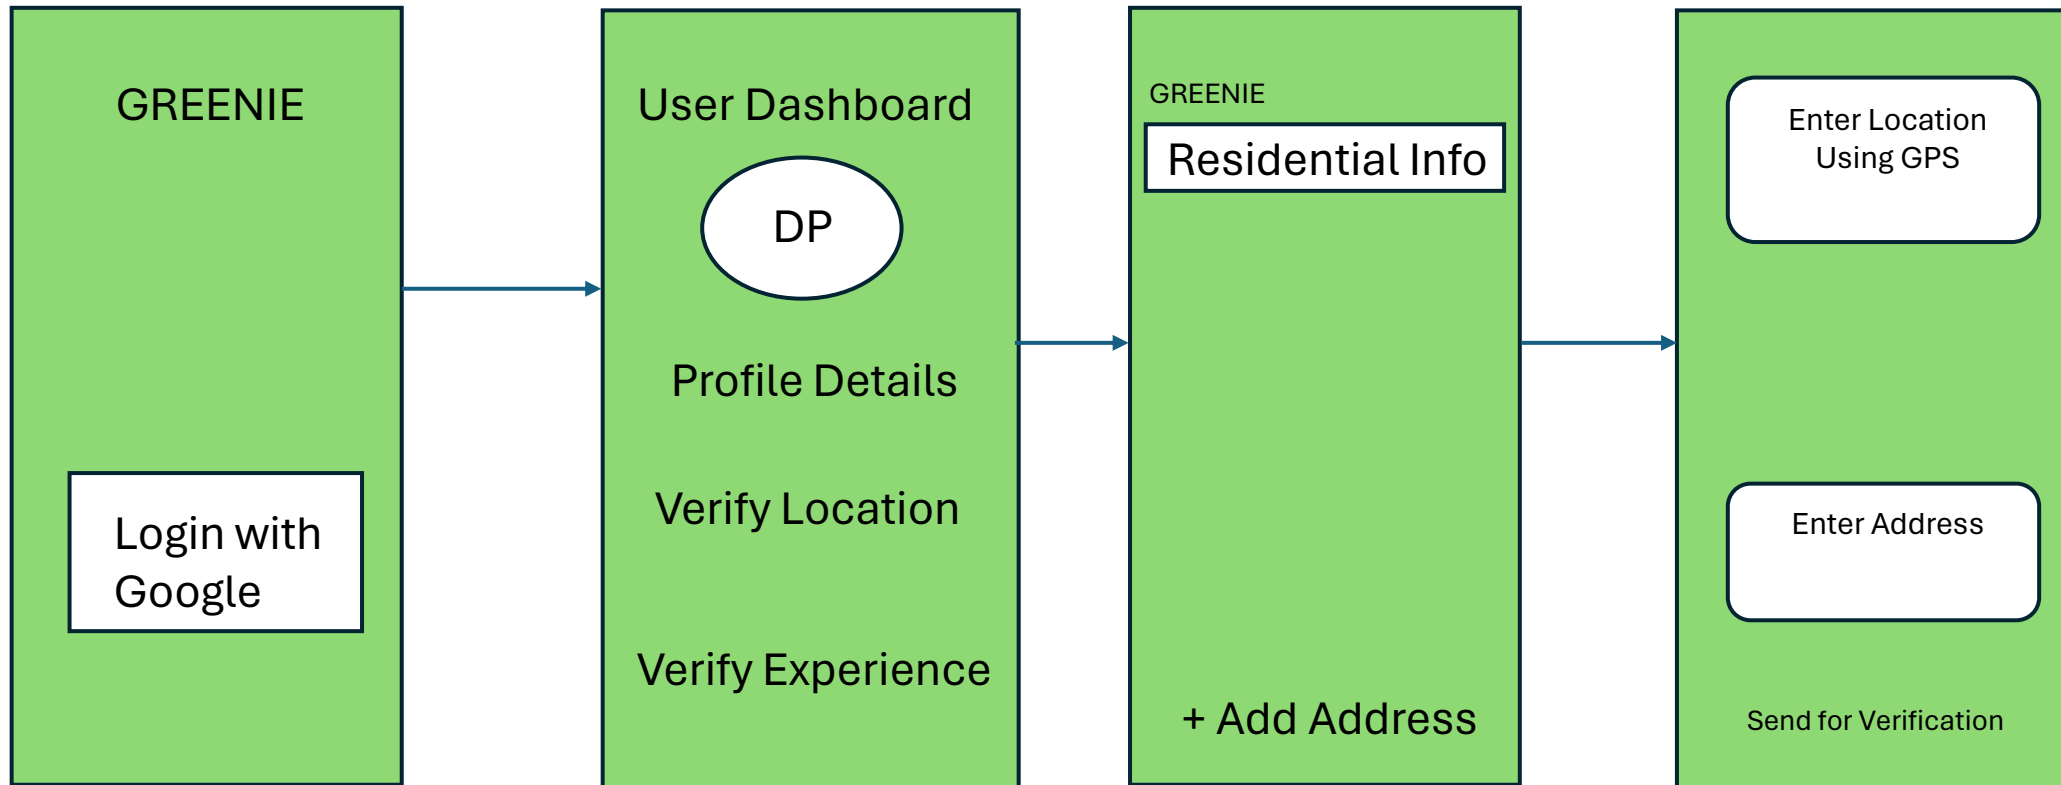 GREENIE
Login with
Google
User Dashboard
DP
Profile Details
Verify Location
Verify Experience
GREENIE
Residential Info
+ Add Address
Enter Location
Using GPS
Enter Address
Send for Verification